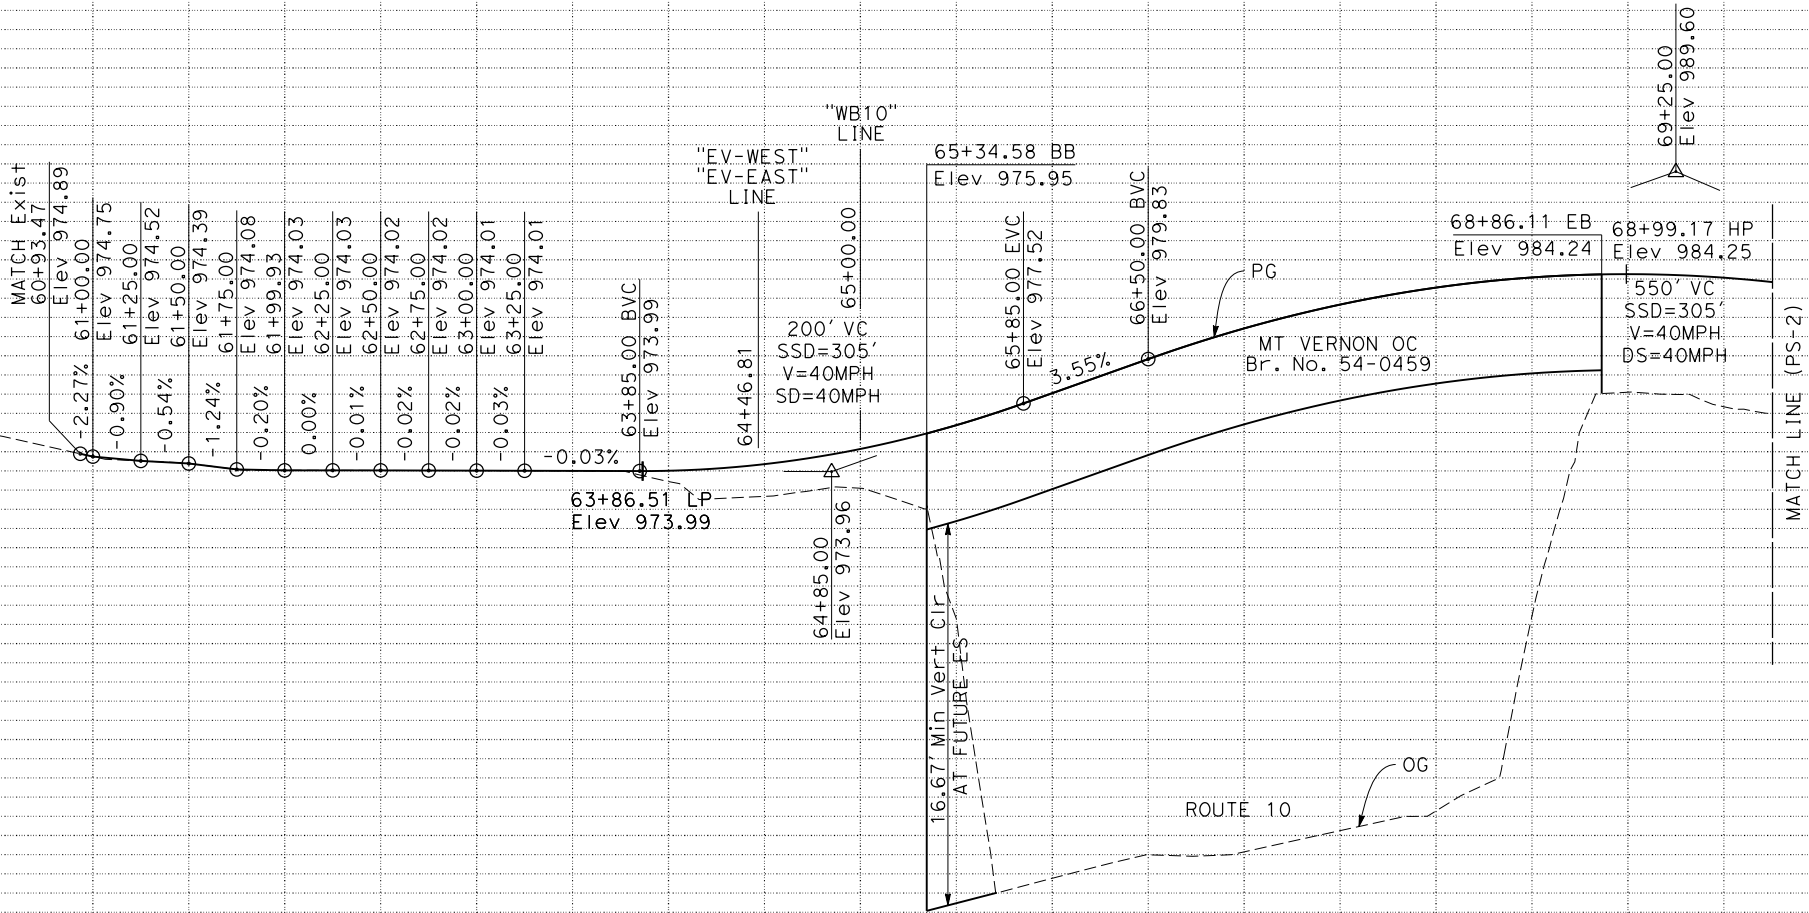 MATCH Exist
60+93.47
Elev 974.89
-2.27%
61+00.00
Elev 974.75
-0.90%
61+25.00
Elev 974.52
-0.54%
61+50.00
Elev 974.39
-1.24%
61+75.00
Elev 974.08
-0.20%
61+99.93
Elev 974.03
0.00%
62+25.00
Elev 974.03
-0.01%
62+50.00
Elev 974.02
-0.02%
62+75.00
Elev 974.02
-0.02%
63+00.00
Elev 974.01
-0.03%
63+25.00
Elev 974.01
-0.03%
63+85.00 BVC
Elev 973.99
63+86.51 LP
Elev 973.99
"EV-WEST"
"EV-EAST"
LINE
64+46.81
"WB10"
LINE
65+00.00
200' VC
SSD=305'
V=40MPH
SD=40MPH
64+85.00
Elev 973.96
65+34.58 BB
Elev 975.95
65+85.00 EVC
Elev 977.52
3.55%
66+50.00 BVC
Elev 979.83
PG
MT VERNON OC
Br. No. 54-0459
68+86.11 EB
Elev 984.24
68+99.17 HP
Elev 984.25
550' VC
SSD=305'
V=40MPH
DS=40MPH
69+25.00
Elev 989.60
MATCH LINE (PS-2)
16.67' Min Vert Clr
AT FUTURE ES
ROUTE 10
OG